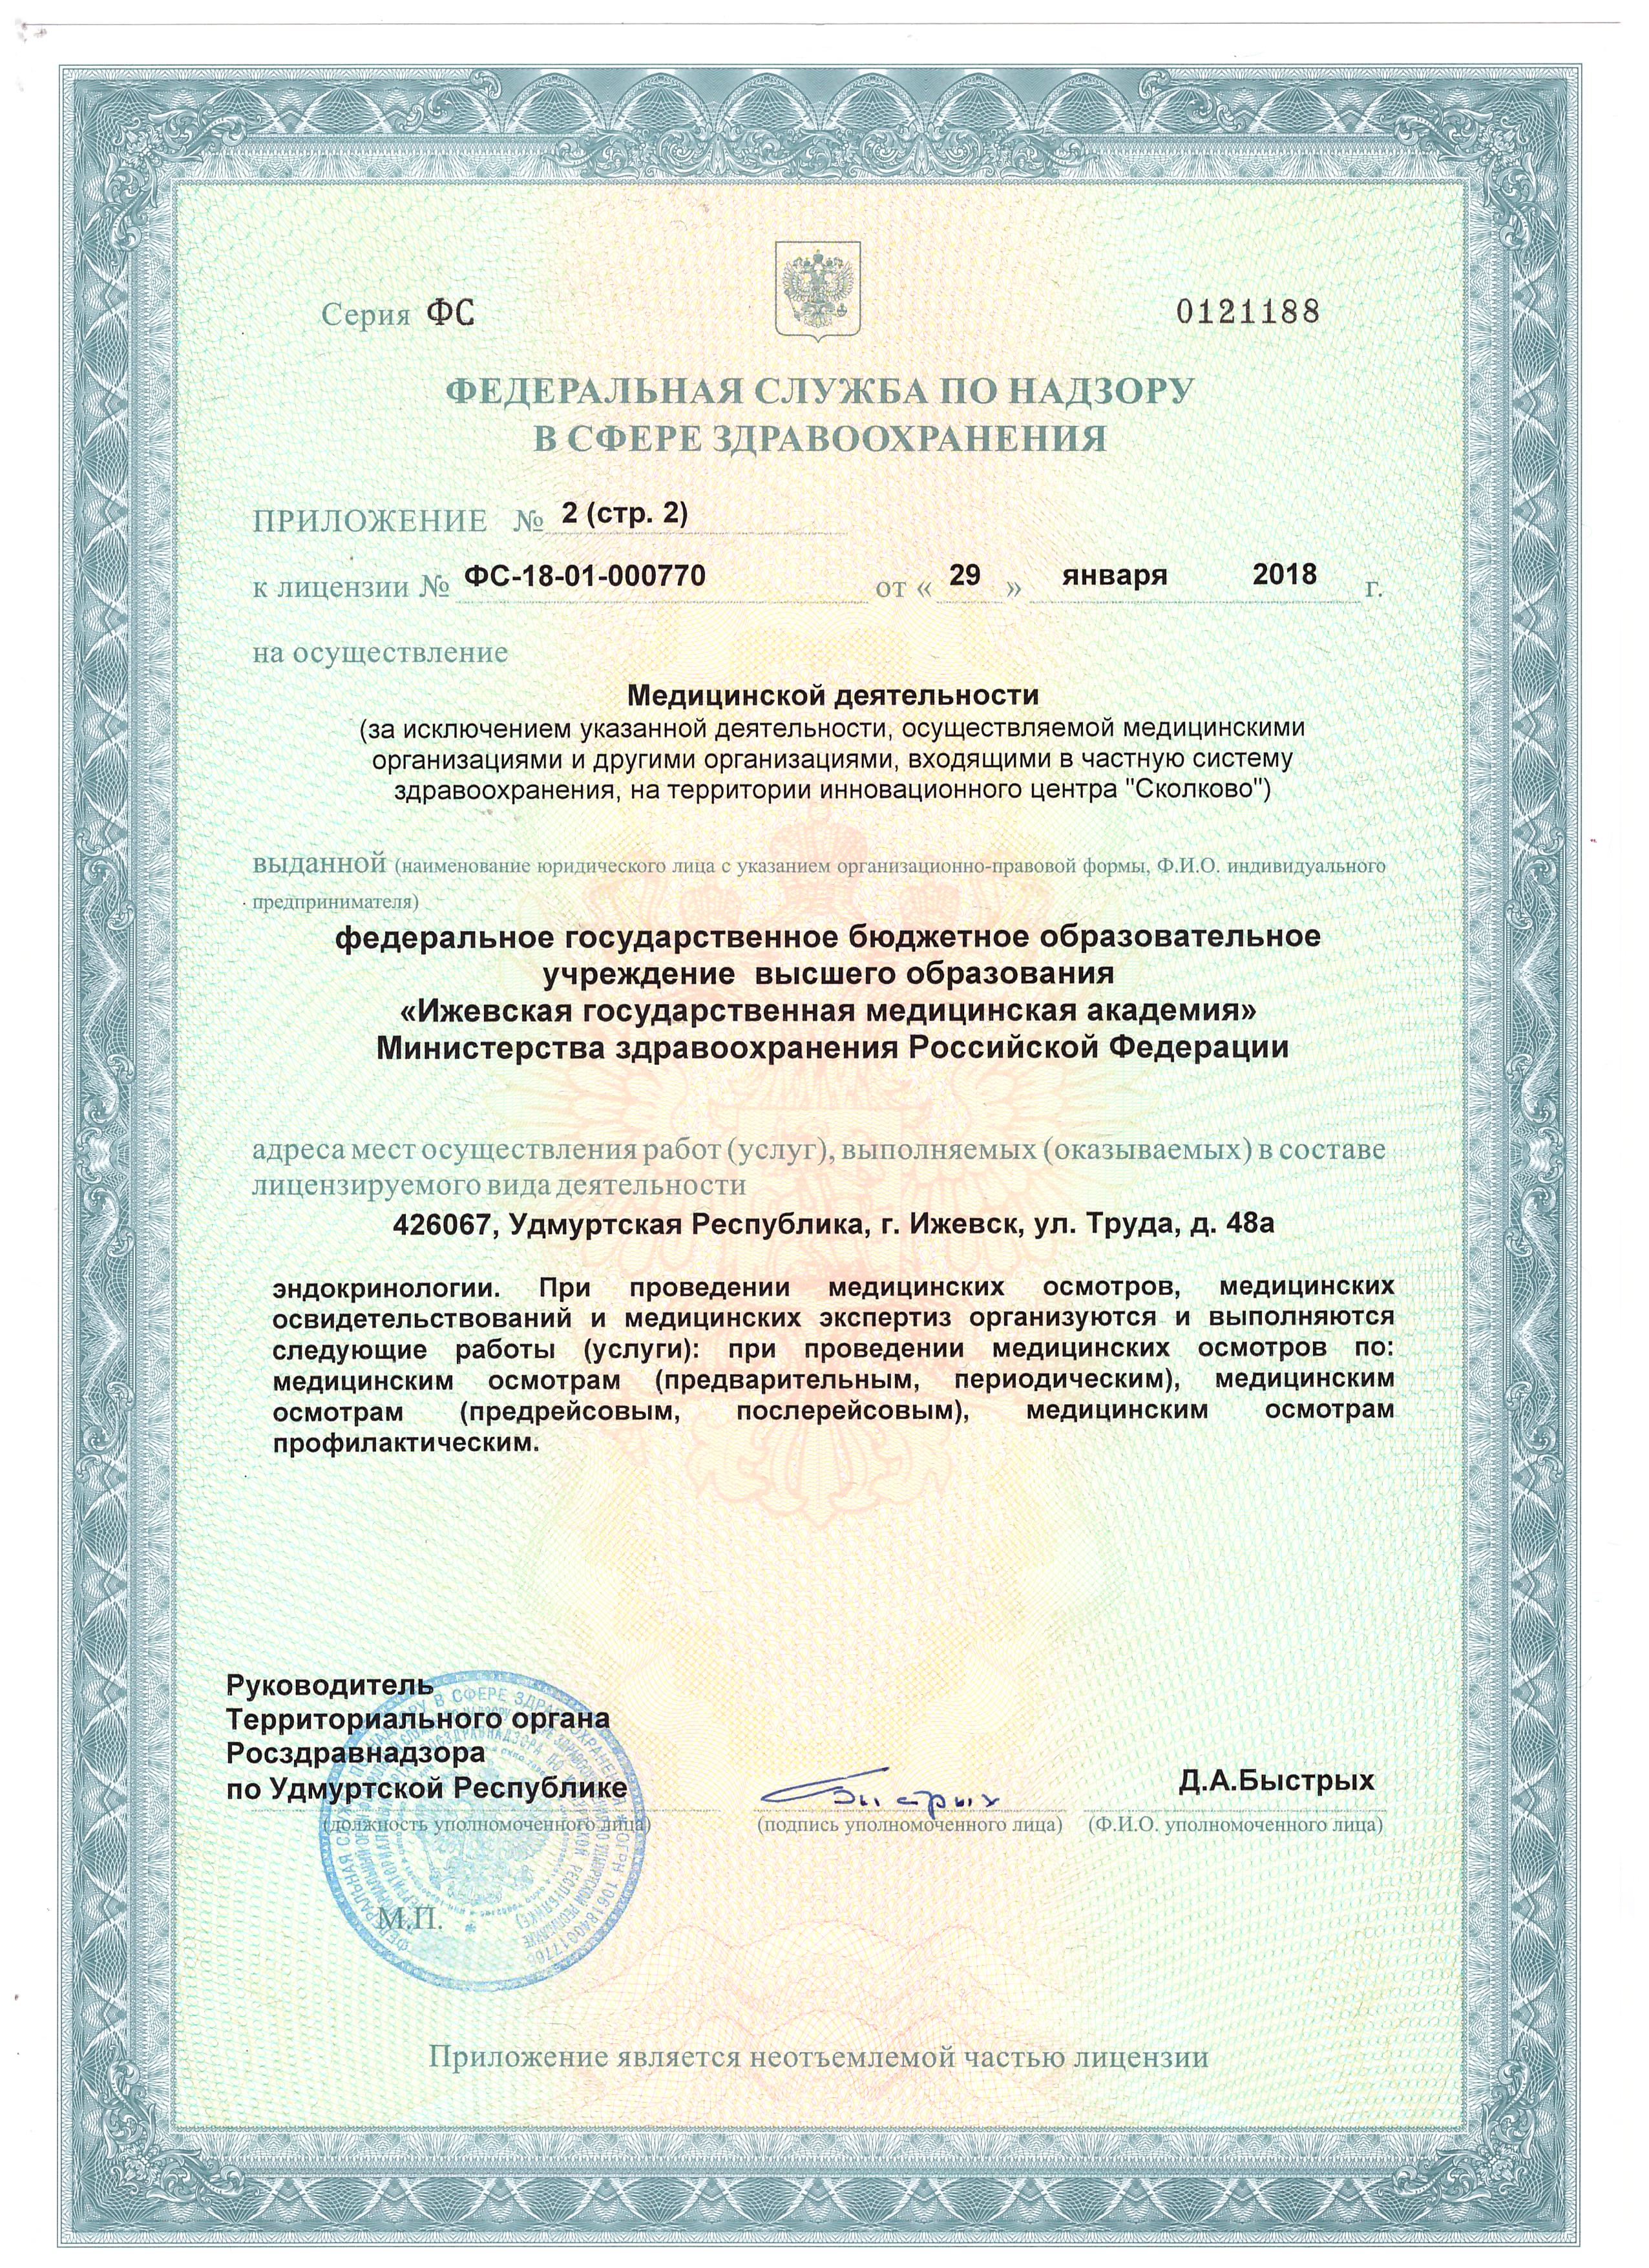 Серия ФС
0121188
ФЕДЕРАЛЬНАЯ СЛУЖБА ПО НАДЗОРУ
В СФЕРЕ ЗДРАВООХРАНЕНИЯ
ПРИЛОЖЕНИЕ № 2 (стр. 2)
к лицензии № ФС-18-01-000770 от « 29 » января 2018 г.
на осуществление
Медицинской деятельности
(за исключением указанной деятельности, осуществляемой медицинскими
организациями и другими организациями, входящими в частную систему
здравоохранения, на территории инновационного центра "Сколково")
выданной (наименование юридического лица с указанием организационно-правовой формы, Ф.И.О. индивидуального
предпринимателя)
федеральное государственное бюджетное образовательное
учреждение высшего образования
«Ижевская государственная медицинская академия»
Министерства здравоохранения Российской Федерации
адреса мест осуществления работ (услуг), выполняемых (оказываемых) в составе
лицензируемого вида деятельности
426067, Удмуртская Республика, г. Ижевск, ул. Труда, д. 48а
эндокринологии. При проведении медицинских осмотров, медицинских
освидетельствований и медицинских экспертиз организуются и выполняются
следующие работы (услуги): при проведении медицинских осмотров по:
медицинским осмотрам (предварительным, периодическим), медицинским
осмотрам (предрейсовым, послерейсовым), медицинским осмотрам
профилактическим.
Руководитель
Территориального органа
Росздравнадзора
по Удмуртской Республике
Д.А.Быстрых
(должность уполномоченного лица) (подпись уполномоченного лица) (Ф.И.О. уполномоченного лица)
М.П.
Приложение является неотъемлемой частью лицензии